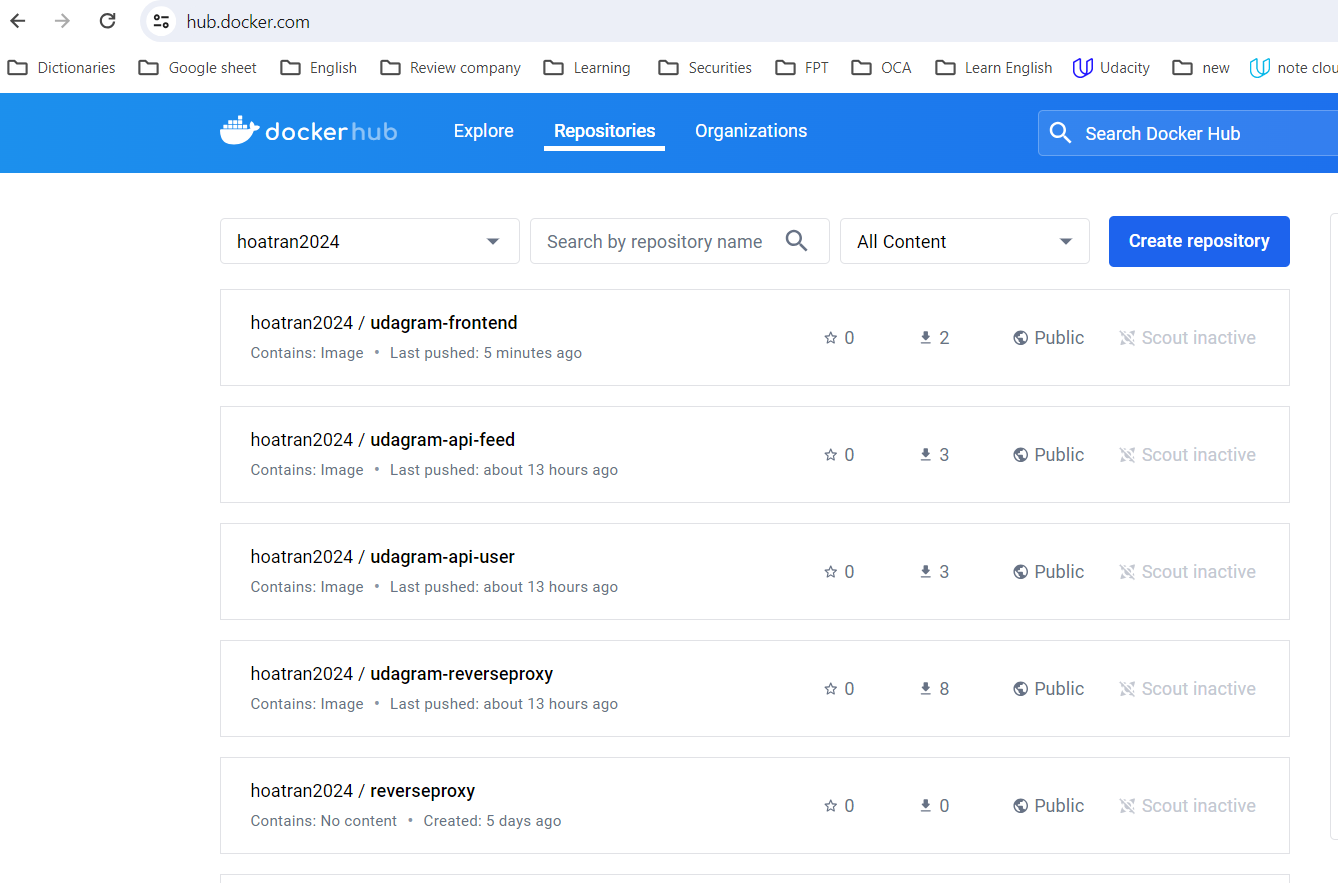 hub.docker.com
Dictionaries Google sheet English Review company Learning Securities FPT OCA Learn English Udacity new note clou
dockerhub Explore Repositories Organizations Search Docker Hub
hoatran2024 Search by repository name All Content Create repository
hoatran2024 / udagram-frontend
Contains: Image • Last pushed: 5 minutes ago
0 2 Public Scout inactive
hoatran2024 / udagram-api-feed
Contains: Image • Last pushed: about 13 hours ago
0 3 Public Scout inactive
hoatran2024 / udagram-api-user
Contains: Image • Last pushed: about 13 hours ago
0 3 Public Scout inactive
hoatran2024 / udagram-reverseproxy
Contains: Image • Last pushed: about 13 hours ago
0 8 Public Scout inactive
hoatran2024 / reverseproxy
Contains: No content • Created: 5 days ago
0 0 Public Scout inactive